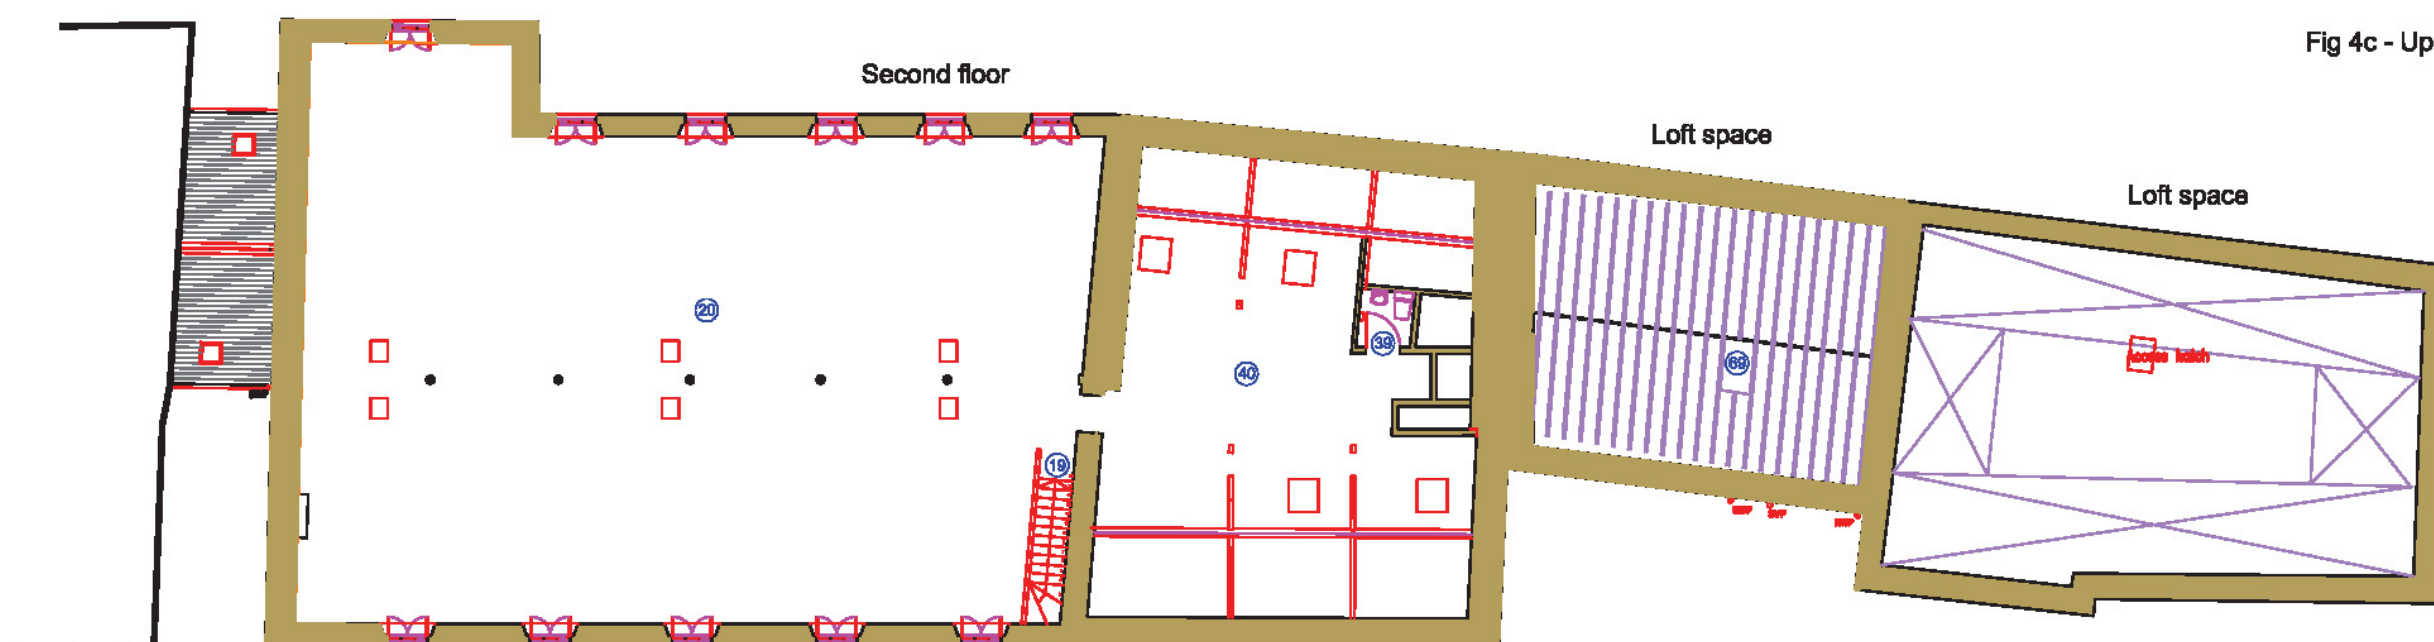 Fig 4c - Up
Second floor
Loft space
Loft space
20
39
69
Access hatch
40
19